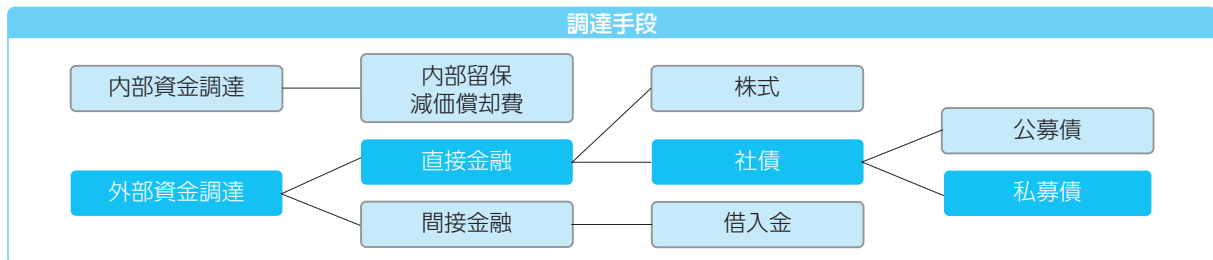 調達手段
内部資金調達
内部留保
減価償却費
株式
公募債
直接金融
社債
外部資金調達
私募債
間接金融
借入金